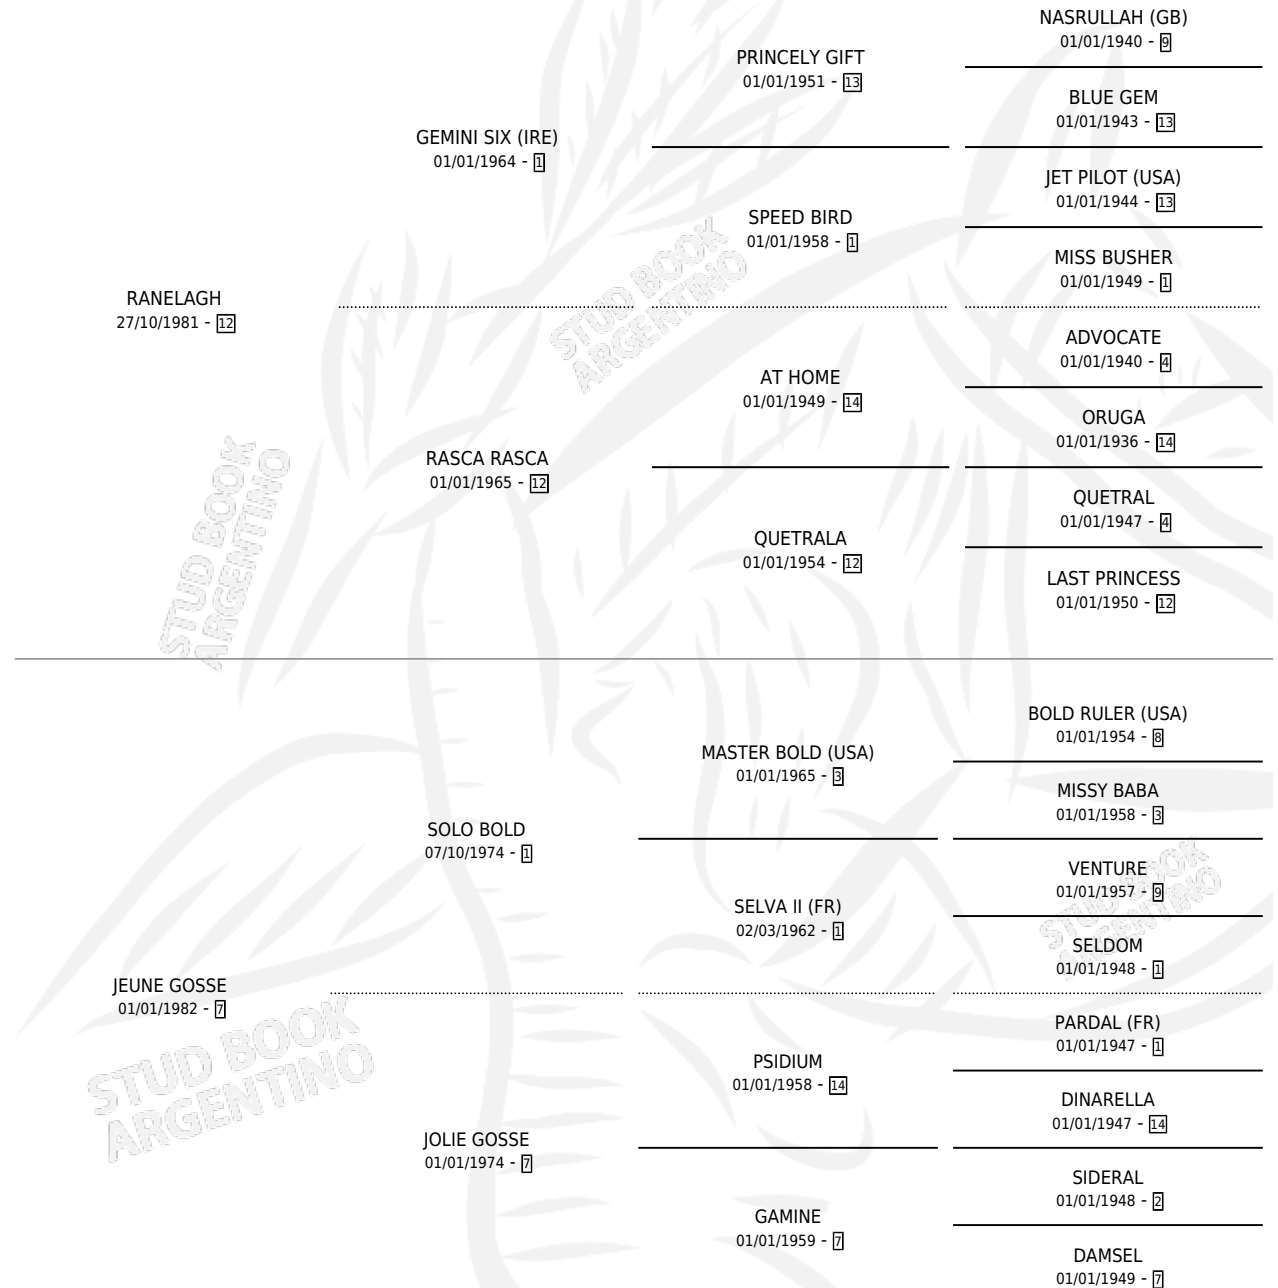 NASRULLAH (GB)
01/01/1940 - 9
PRINCELY GIFT
01/01/1951 - 13
BLUE GEM
01/01/1943 - 13
GEMINI SIX (IRE)
01/01/1964 - 1
JET PILOT (USA)
01/01/1944 - 13
SPEED BIRD
01/01/1958 - 1
MISS BUSHER
01/01/1949 - 1
RANELAGH
27/10/1981 - 12
ADVOCATE
01/01/1940 - 4
AT HOME
01/01/1949 - 14
ORUGA
01/01/1936 - 14
RASCA RASCA
01/01/1965 - 12
QUETRAL
01/01/1947 - 4
QUETRALA
01/01/1954 - 12
LAST PRINCESS
01/01/1950 - 12
BOLD RULER (USA)
01/01/1954 - 8
MASTER BOLD (USA)
01/01/1965 - 3
MISSY BABA
01/01/1958 - 3
SOLO BOLD
07/10/1974 - 1
VENTURE
01/01/1957 - 9
SELVA II (FR)
02/03/1962 - 1
SELDOM
01/01/1948 - 1
JEUNE GOSSE
01/01/1982 - 7
PARDAL (FR)
01/01/1947 - 1
PSIDIUM
01/01/1958 - 14
DINARELLA
01/01/1947 - 14
JOLIE GOSSE
01/01/1974 - 7
SIDERAL
01/01/1948 - 2
GAMINE
01/01/1959 - 7
DAMSEL
01/01/1949 - 7
STUD BOOK
ARGENTINO
STUD BOOK
ARGENTINO
STUD BOOK
ARGENTINO
STUD BOOK
ARGENTINO